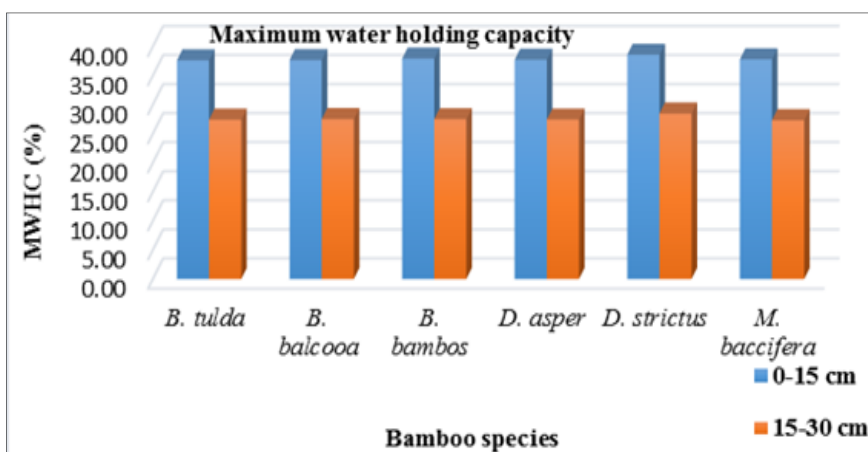 Maximum water holding capacity
MWHC (%)
40.00
35.00
30.00
25.00
20.00
15.00
10.00
5.00
0.00
B. tulda
B. balcooa
B. bambos
D. asper
D. strictus
M. baccifera
0-15 cm
15-30 cm
Bamboo species